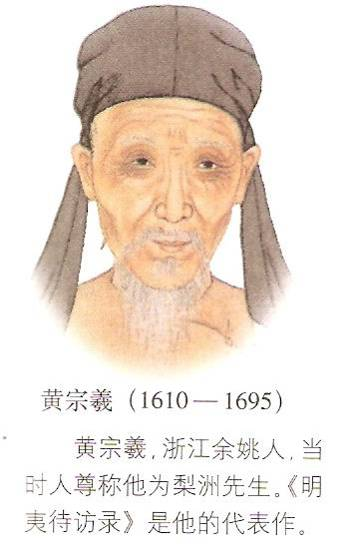 黄宗羲（1610 — 1695）
黄宗羲，浙江余姚人，当
时人尊称他为梨洲先生。《明
夷待访录》是他的代表作。